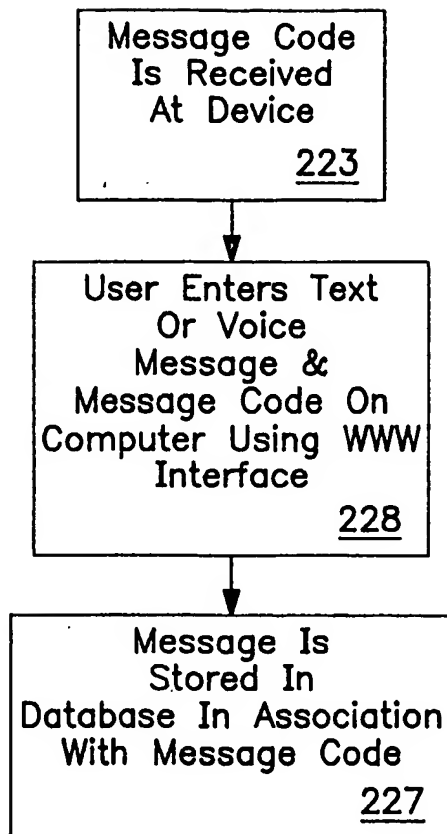 Message Code
Is Received
At Device
223
User Enters Text
Or Voice
Message &
Message Code On
Computer Using WWW
Interface
228
Message Is
Stored In
Database In Association
With Message Code
227